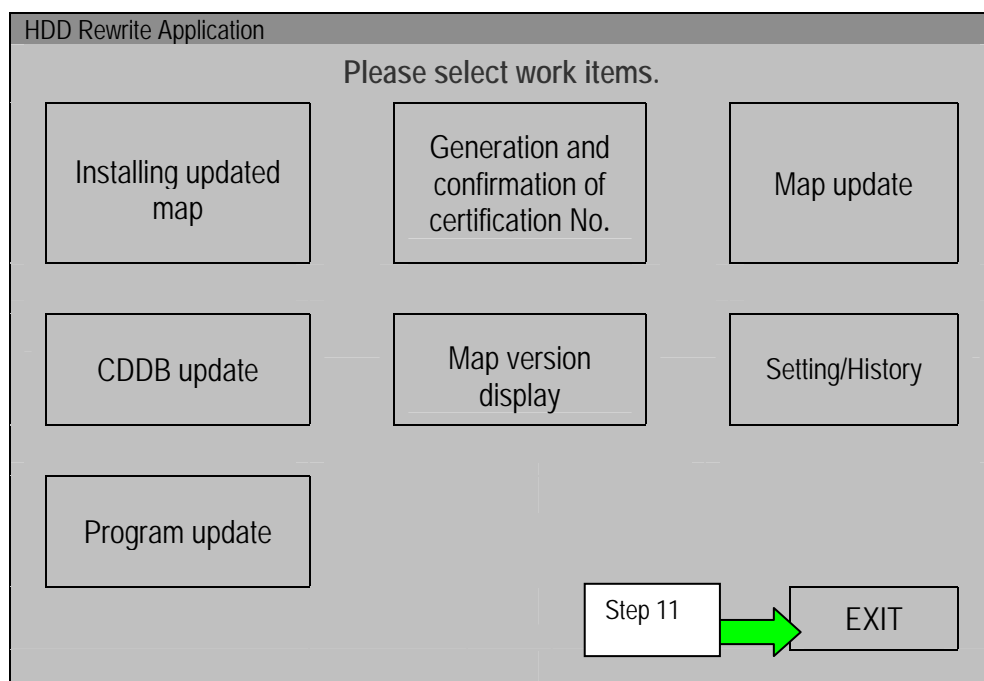 HDD Rewrite Application
Please select work items.
Installing updated
map
Generation and
confirmation of
certification No.
Map update
CDDB update
Map version
display
Setting/History
Program update
Step 11
EXIT